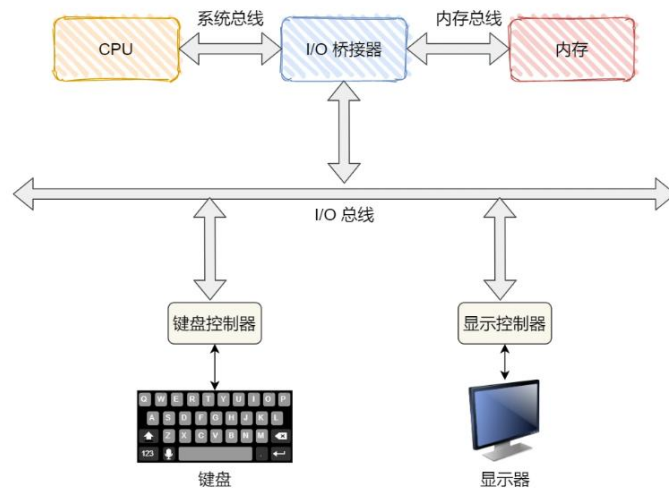 系统总线
内存总线
CPU
I/O 桥接器
内存
I/O 总线
键盘控制器
显示控制器
Q W E R T Y U I O P
A S D F G H J K L
Z X C V B N M
123
键盘
显示器